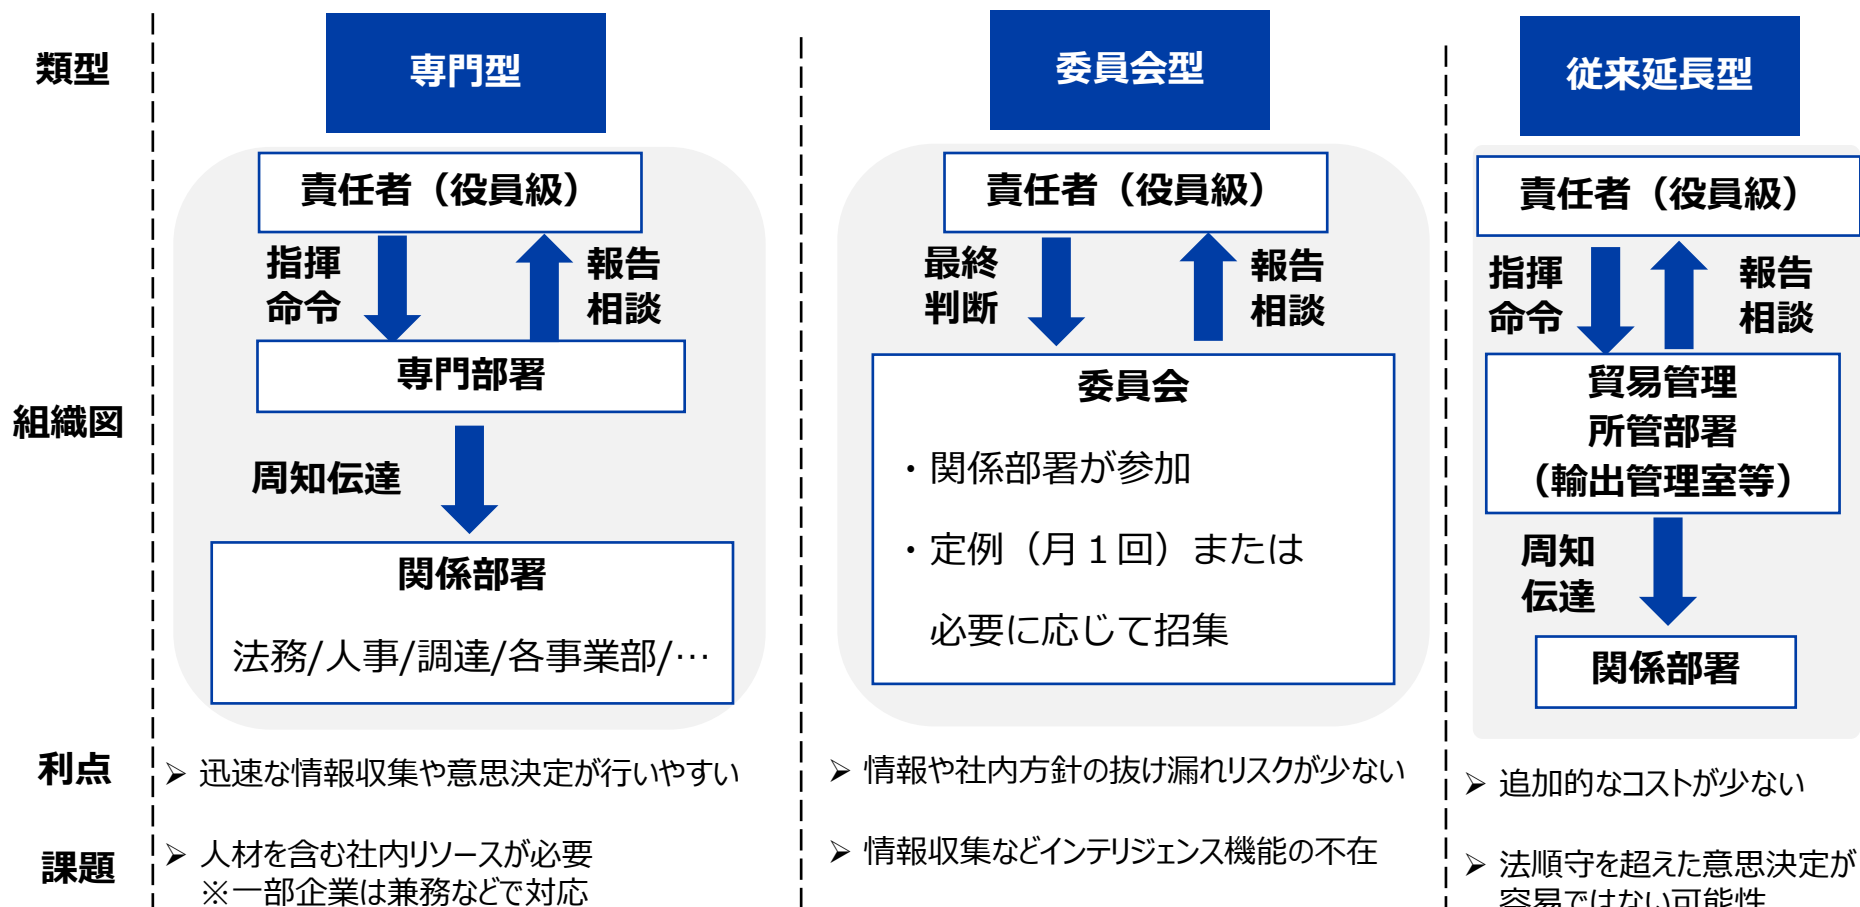 類型
専門型
委員会型
従来延長型
組織図
責任者（役員級）
指揮
命令
報告
相談
専門部署
周知伝達
関係部署
法務/人事/調達/各事業部/…
責任者（役員級）
最終
判断
報告
相談
委員会
・関係部署が参加
・定例（月１回）または
必要に応じて招集
責任者（役員級）
指揮
命令
報告
相談
貿易管理
所管部署
（輸出管理室等）
周知
伝達
関係部署
利点
➢ 迅速な情報収集や意思決定が行いやすい
➢ 情報や社内方針の抜け漏れリスクが少ない
➢ 追加的なコストが少ない
課題
➢ 人材を含む社内リソースが必要
※一部企業は兼務などで対応
➢ 情報収集などインテリジェンス機能の不在
➢ 法順守を超えた意思決定が
容易ではない可能性